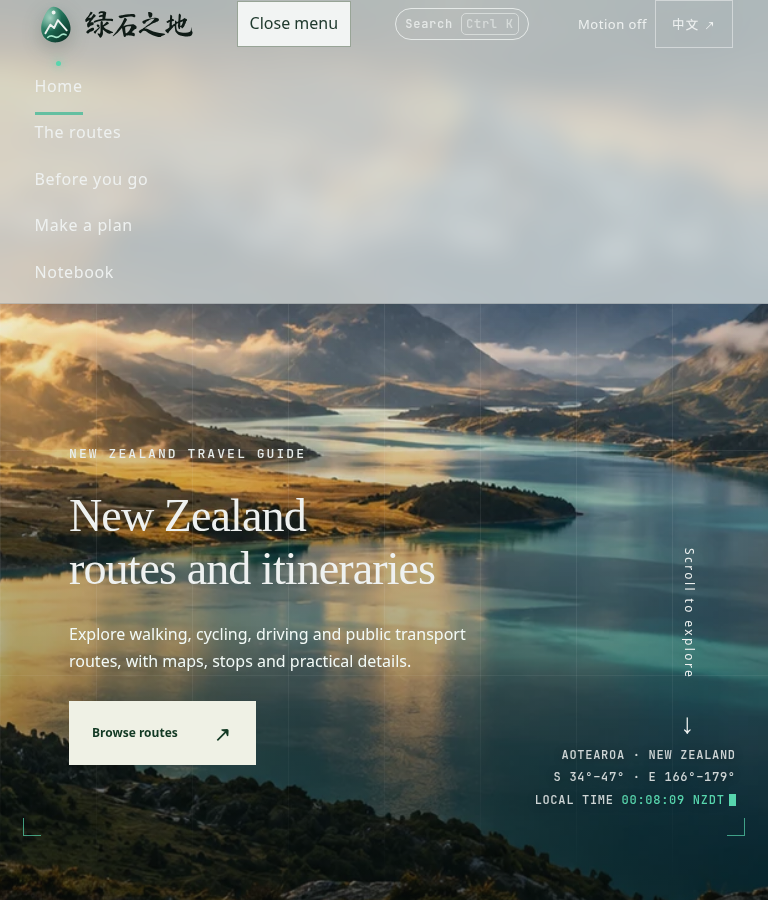 绿石之地
Close menu
Search Ctrl K
Motion off
中文 ↗
Home
The routes
Before you go
Make a plan
Notebook
NEW ZEALAND TRAVEL GUIDE
New Zealand
routes and itineraries
Explore walking, cycling, driving and public transport
routes, with maps, stops and practical details.
Browse routes ↗
Scroll to explore ↓
AOTEAROA · NEW ZEALAND
S 34°–47° · E 166°–179°
LOCAL TIME 00:08:09 NZDT